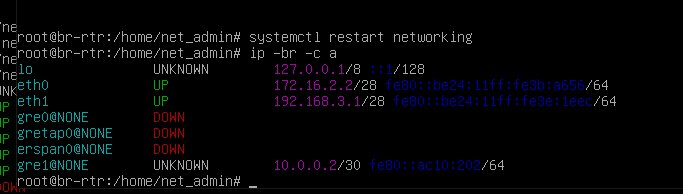 root@br-rtr:/home/net_admin# systemctl restart networking
root@br-rtr:/home/net_admin# ip -br -c a
lo UNKNOWN 127.0.0.1/8 ::1/128
eth0 UP 172.16.2.2/28 fe80::be24:11ff:fe3b:a656/64
eth1 UP 192.168.3.1/28 fe80::be24:11ff:fe3e:1eec/64
gre0@NONE DOWN
gretap0@NONE DOWN
erspan0@NONE DOWN
gre1@NONE UNKNOWN 10.0.0.2/30 fe80::ac10:202/64
root@br-rtr:/home/net_admin# _